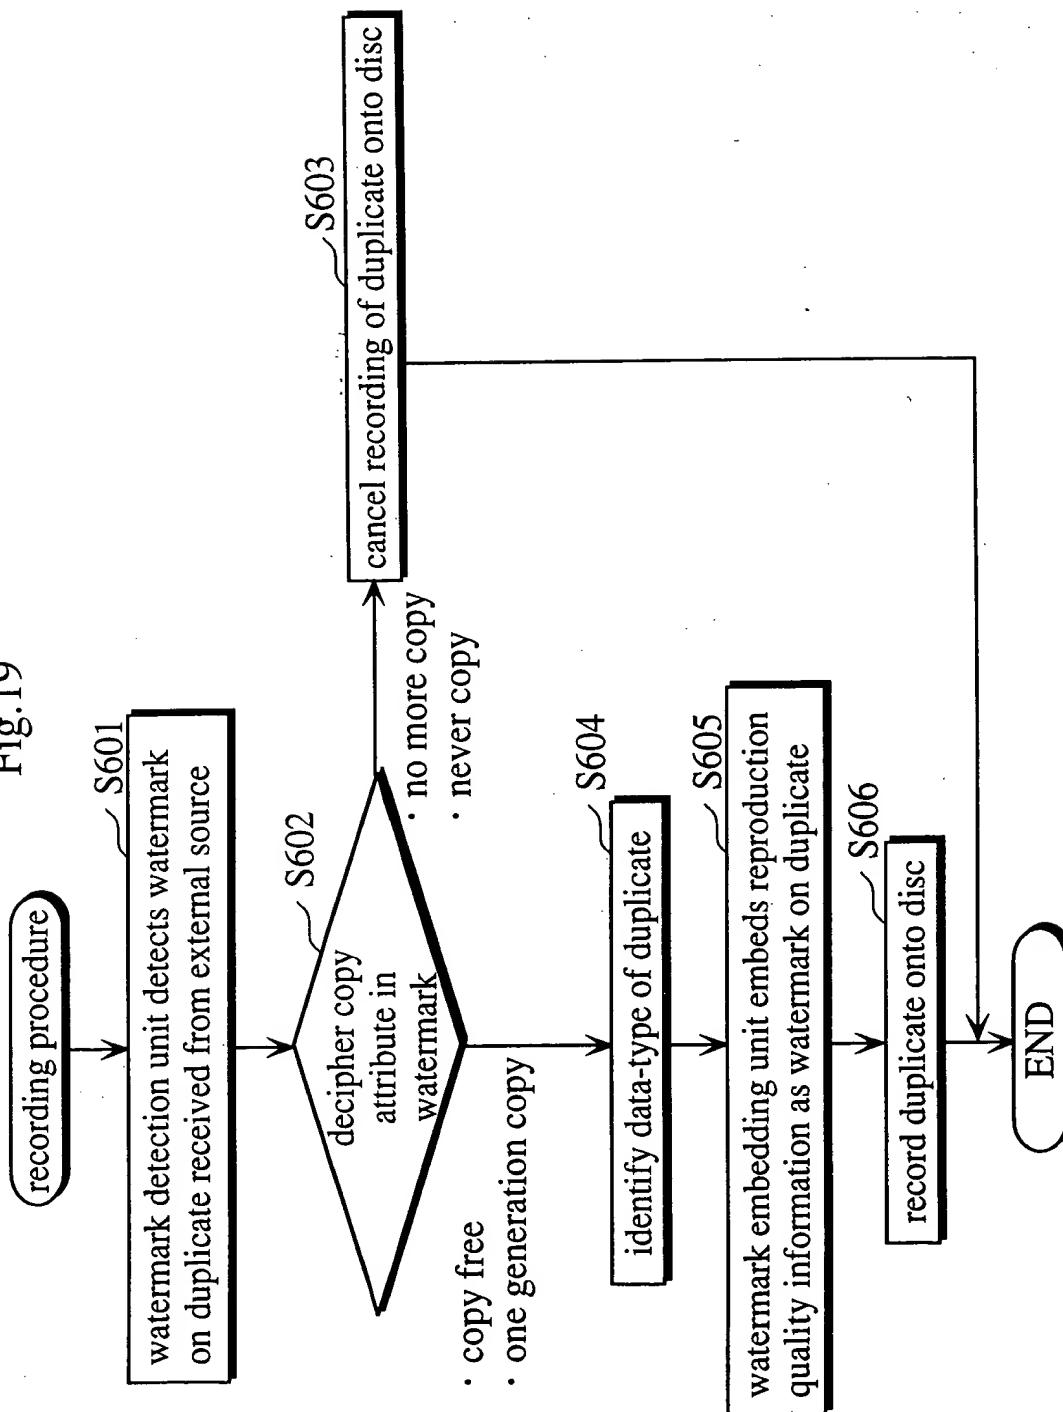 Fig.19
recording procedure
S601
watermark detection unit detects watermark
on duplicate received from external source
S602
decipher copy
attribute in
watermark
· no more copy
· never copy
S603
cancel recording of duplicate onto disc
· copy free
· one generation copy
S604
identify data-type of duplicate
S605
watermark embedding unit embeds reproduction
quality information as watermark on duplicate
S606
record duplicate onto disc
END